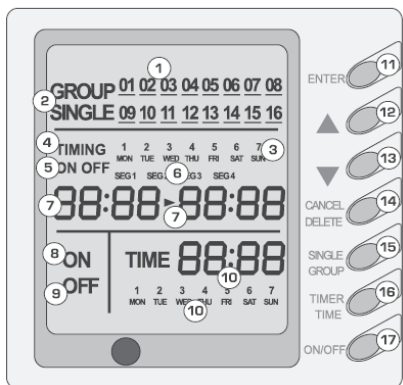 1
GROUP 01 02 03 04 05 06 07 08
2
SINGLE 09 10 11 12 13 14 15 16
4
TIMING 1 2 3 4 5 6 7 3
MON TUE WED THU FRI SAT SUN
5
ON OFF 6
SEG1 SEG3 SEG4
7 88:88 ► 88:88
7
8
ON TIME 88:88
9
OFF 10
1 2 3 4 5 6 7
MON TUE WED THU FRI SAT SUN
10
ENTER 11
▲ 12
▼ 13
CANCEL 14
DELETE
SINGLE 15
GROUP
TIMER 16
TIME
ON/OFF 17